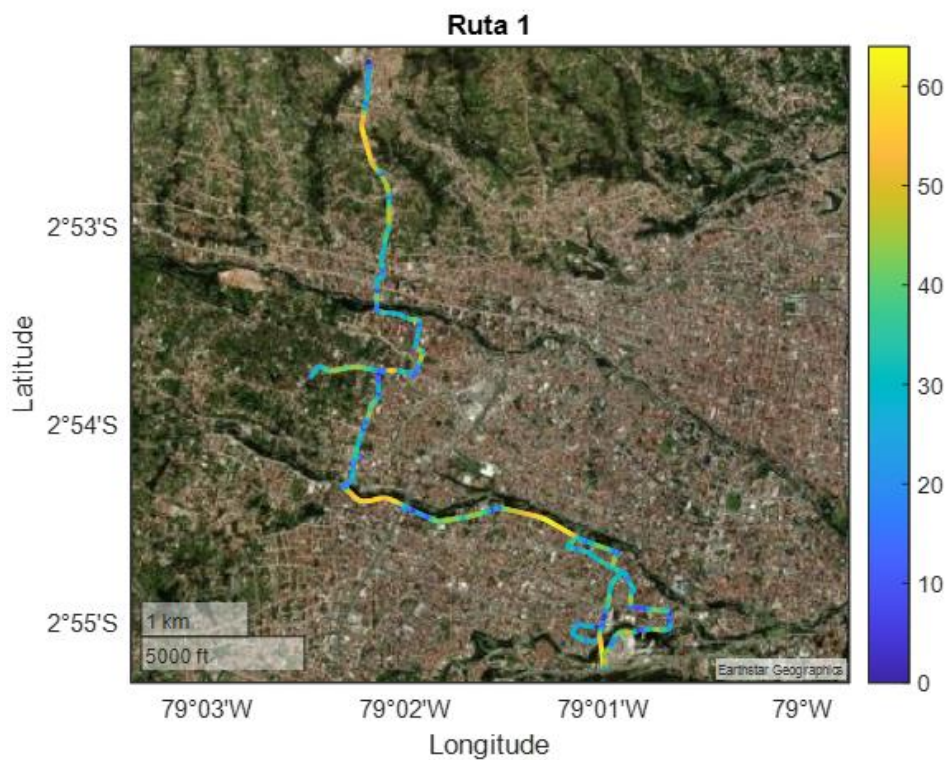 Ruta 1
60
50
40
30
20
10
0
2°53'S
2°54'S
2°55'S
Latitude
1 km
5000 ft
Earthstar Geographics
79°03'W
79°02'W
79°01'W
79°W
Longitude